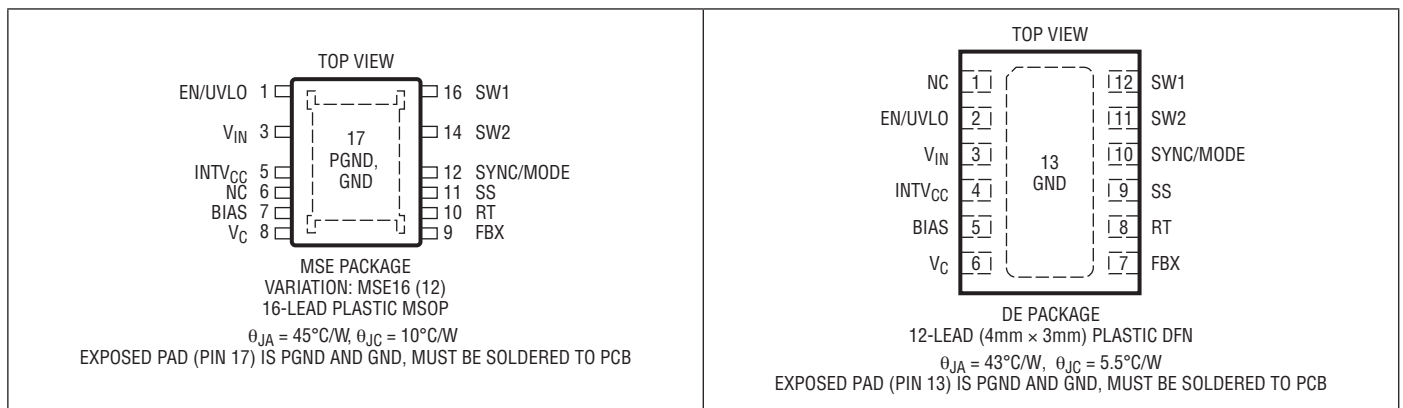 TOP VIEW
EN/UVLO 1
V_IN 3
INTV_CC 5
NC 6
BIAS 7
V_C 8
17
PGND,
GND
16 SW1
14 SW2
12 SYNC/MODE
11 SS
10 RT
9 FBX
MSE PACKAGE
VARIATION: MSE16 (12)
16-LEAD PLASTIC MSOP
θ_JA = 45°C/W, θ_JC = 10°C/W
EXPOSED PAD (PIN 17) IS PGND AND GND, MUST BE SOLDERED TO PCB
TOP VIEW
NC 1
EN/UVLO 2
V_IN 3
INTV_CC 4
BIAS 5
V_C 6
13
GND
12 SW1
11 SW2
10 SYNC/MODE
9 SS
8 RT
7 FBX
DE PACKAGE
12-LEAD (4mm × 3mm) PLASTIC DFN
θ_JA = 43°C/W, θ_JC = 5.5°C/W
EXPOSED PAD (PIN 13) IS PGND AND GND, MUST BE SOLDERED TO PCB